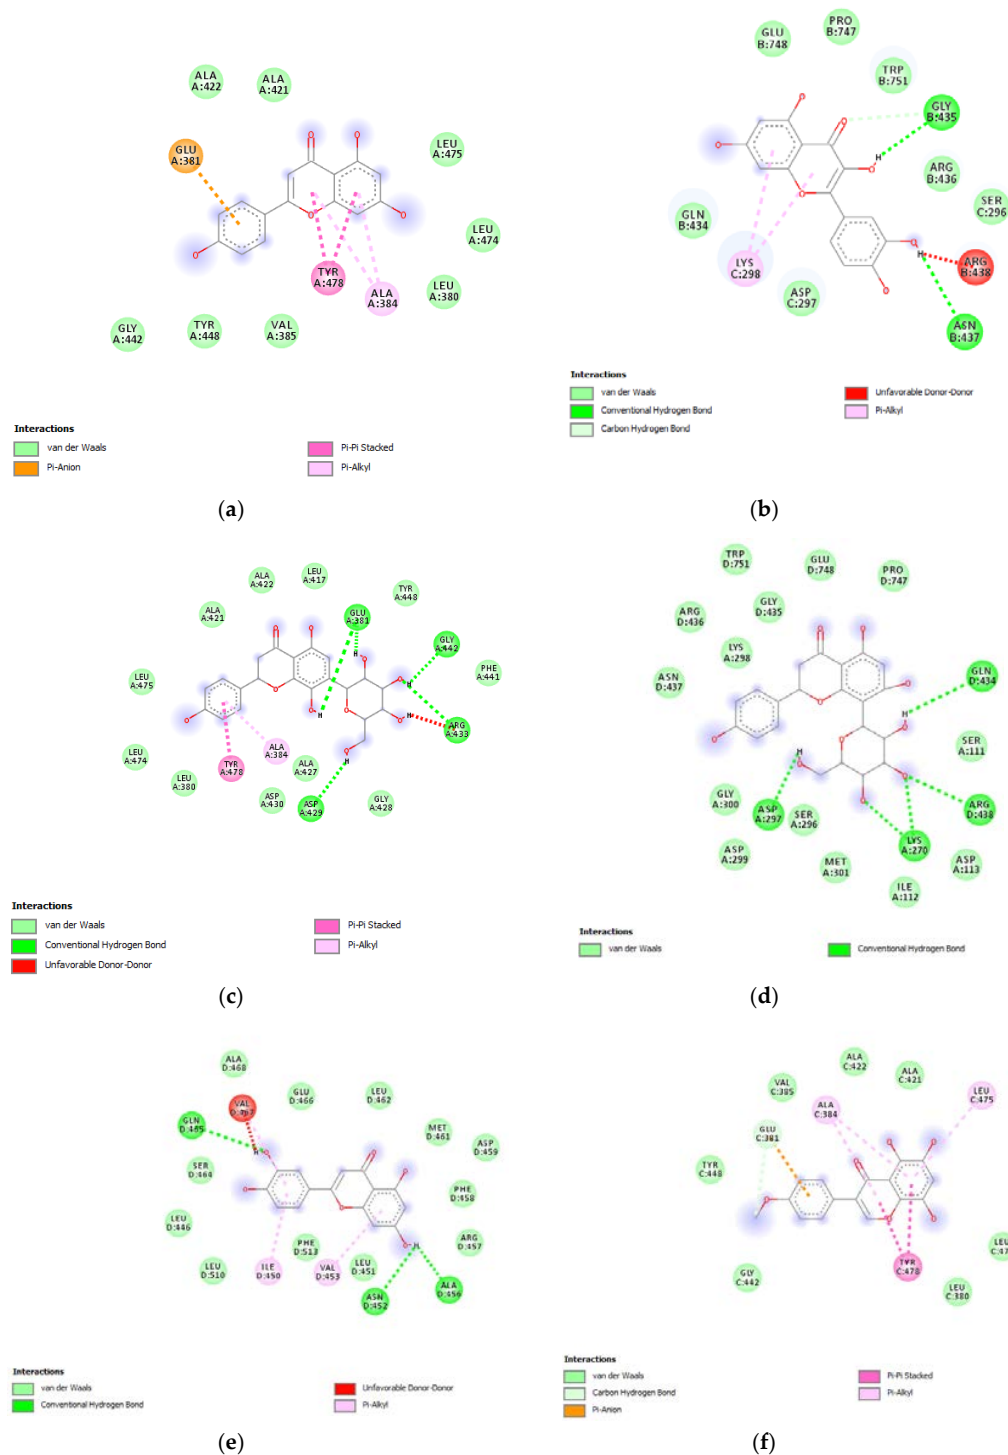 ALA
A:422
ALA
A:421
GLU
A:381
LEU
A:475
LEU
A:474
TYR
A:478
ALA
A:384
LEU
A:380
GLY
A:442
TYR
A:448
VAL
A:385
Interactions
van der Waals
Pi-Anion
Pi-Pi Stacked
Pi-Alkyl
(a)
GLU
B:748
PRO
B:747
TRP
B:751
GLY
B:435
ARG
B:436
SER
C:296
GLN
B:434
LYS
C:298
ASP
C:297
ARG
B:438
ASN
B:437
Interactions
van der Waals
Conventional Hydrogen Bond
Carbon Hydrogen Bond
Unfavorable Donor-Donor
Pi-Alkyl
(b)
ALA
A:422
LEU
A:417
GLU
A:381
TYR
A:448
ALA
A:421
GLY
A:442
PHE
A:441
LEU
A:475
ARG
A:433
LEU
A:474
TYR
A:478
ALA
A:384
ALA
A:427
LEU
A:380
ASP
A:430
ASP
A:429
GLY
A:428
Interactions
van der Waals
Conventional Hydrogen Bond
Unfavorable Donor-Donor
Pi-Pi Stacked
Pi-Alkyl
(c)
TRP
D:751
GLU
D:748
PRO
D:747
ARG
D:436
GLY
D:435
LYS
A:298
ASN
D:437
GLN
D:434
SER
A:111
GLY
A:300
ASP
A:297
SER
A:296
ARG
D:438
LYS
A:270
ASP
A:299
MET
A:301
ILE
A:112
ASP
A:113
Interactions
van der Waals
Conventional Hydrogen Bond
(d)
ALA
D:468
VAL
GLU
D:466
LEU
D:462
GLN
D:465
MET
D:461
ASP
D:459
SER
D:464
PHE
D:458
LEU
D:446
PHE
D:513
ARG
D:457
LEU
D:510
ILE
D:450
VAL
D:453
LEU
D:451
ASN
D:452
ALA
D:456
Interactions
van der Waals
Conventional Hydrogen Bond
Unfavorable Donor-Donor
Pi-Alkyl
(e)
ALA
C:422
ALA
C:421
VAL
C:385
ALA
C:384
LEU
C:475
GLU
C:381
TYR
C:448
GLY
C:442
TYR
C:478
LEU
C:380
Interactions
van der Waals
Carbon Hydrogen Bond
Pi-Anion
Pi-Pi Stacked
Pi-Alkyl
(f)